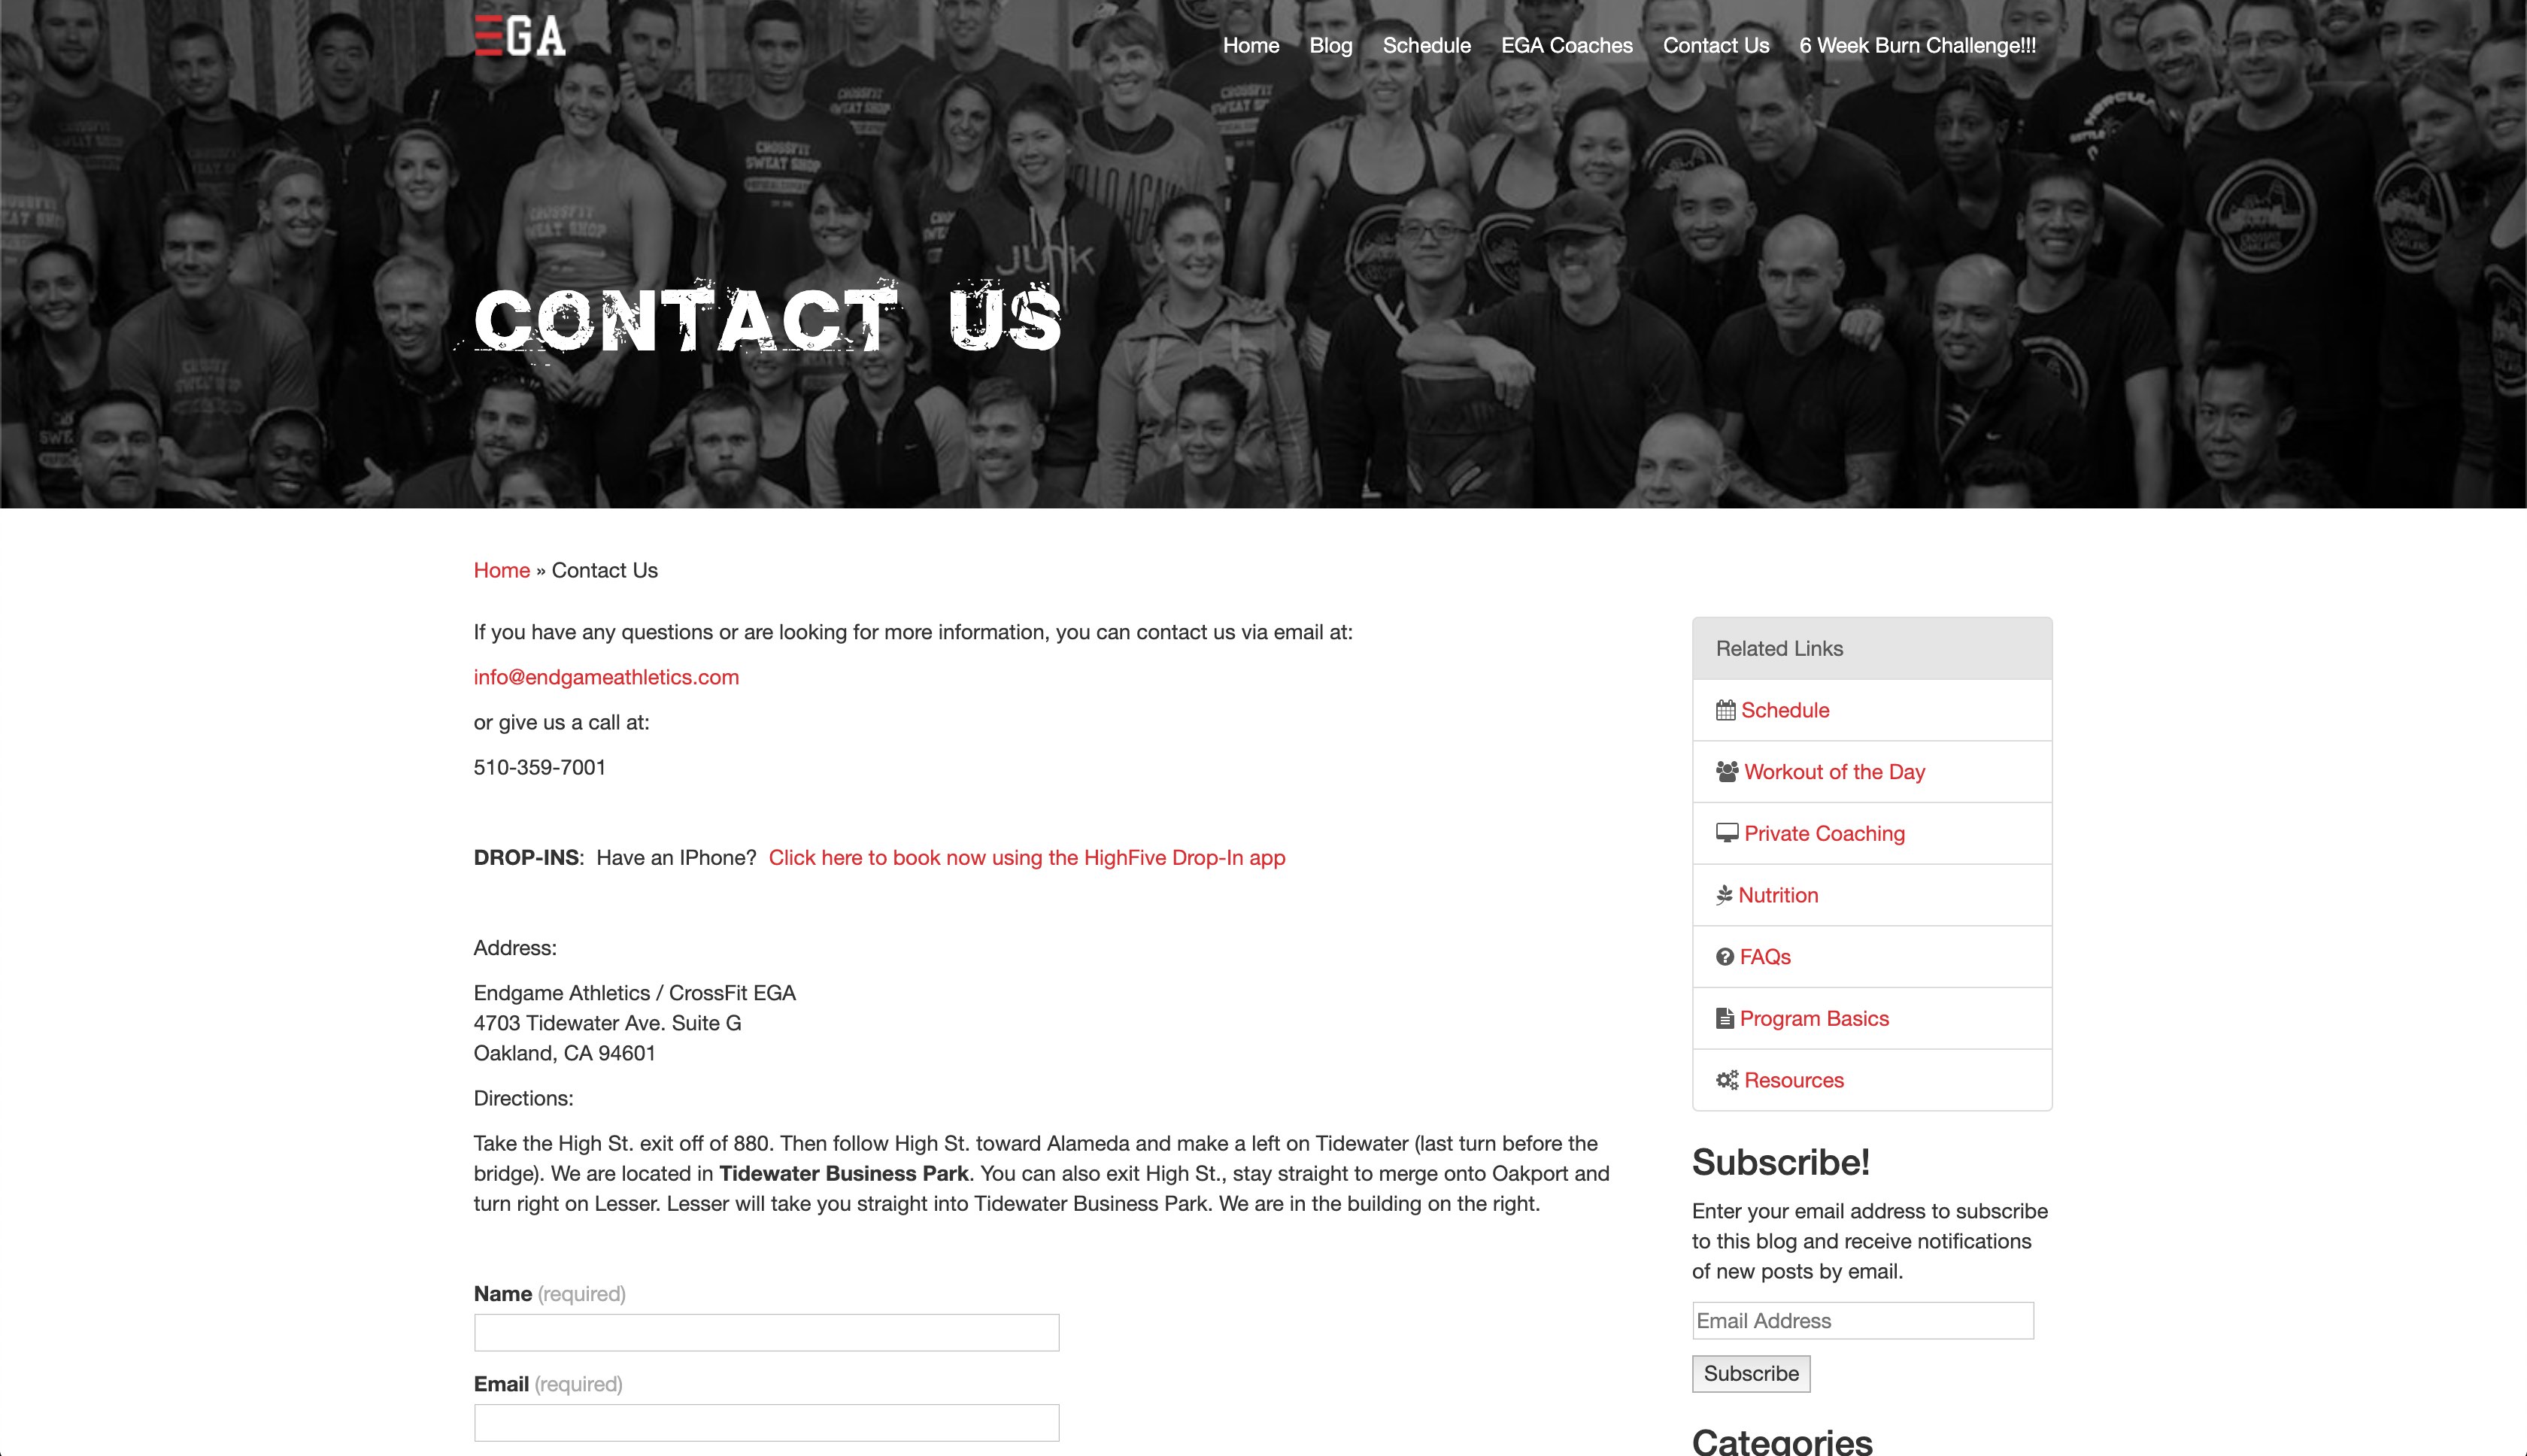 EGA
Home Blog Schedule EGA Coaches Contact Us 6 Week Burn Challenge!!!
CROSSFIT
SWEAT SHOP
CROSSFIT
SWEAT SHOP
JUNK
CONTACT US
Home » Contact Us
If you have any questions or are looking for more information, you can contact us via email at:
info@endgameathletics.com
or give us a call at:
510-359-7001
DROP-INS: Have an IPhone? Click here to book now using the HighFive Drop-In app
Address:
Endgame Athletics / CrossFit EGA
4703 Tidewater Ave. Suite G
Oakland, CA 94601
Directions:
Take the High St. exit off of 880. Then follow High St. toward Alameda and make a left on Tidewater (last turn before the
bridge). We are located in Tidewater Business Park. You can also exit High St., stay straight to merge onto Oakport and
turn right on Lesser. Lesser will take you straight into Tidewater Business Park. We are in the building on the right.
Name (required)
Email (required)
Related Links
Schedule
Workout of the Day
Private Coaching
Nutrition
FAQs
Program Basics
Resources
Subscribe!
Enter your email address to subscribe
to this blog and receive notifications
of new posts by email.
Email Address
Subscribe
Categories